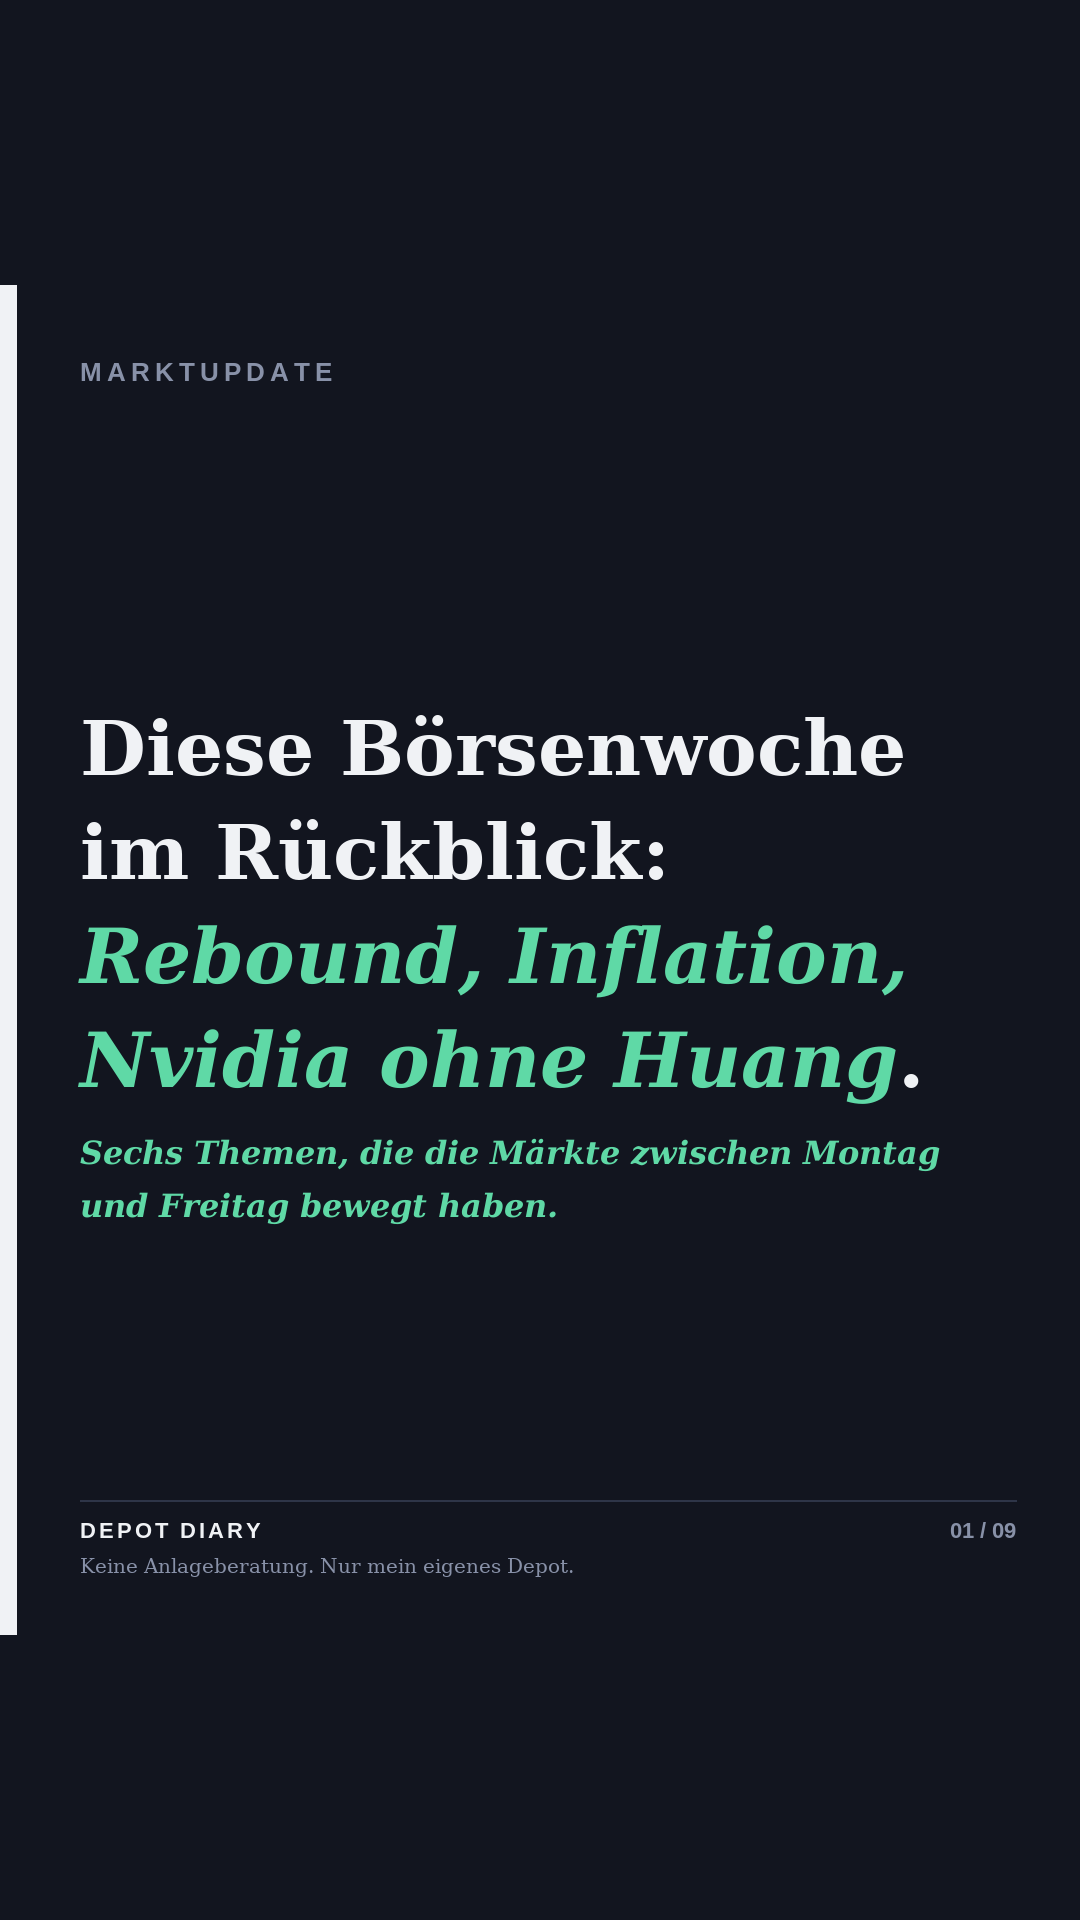 MARKTUPDATE
Diese Börsenwoche
im Rückblick:
Rebound, Inflation,
Nvidia ohne Huang.
Sechs Themen, die die Märkte zwischen Montag
und Freitag bewegt haben.
DEPOT DIARY
01 / 09
Keine Anlageberatung. Nur mein eigenes Depot.